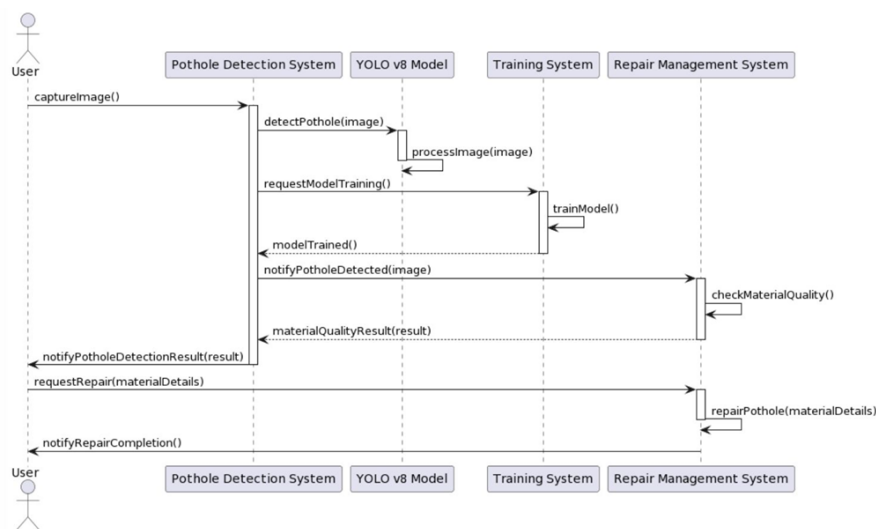 User
Pothole Detection System
YOLO v8 Model
Training System
Repair Management System
captureImage()
detectPothole(image)
processImage(image)
requestModelTraining()
trainModel()
modelTrained()
notifyPotholeDetected(image)
checkMaterialQuality()
materialQualityResult(result)
notifyPotholeDetectionResult(result)
requestRepair(materialDetails)
repairPothole(materialDetails)
notifyRepairCompletion()
User
Pothole Detection System
YOLO v8 Model
Training System
Repair Management System